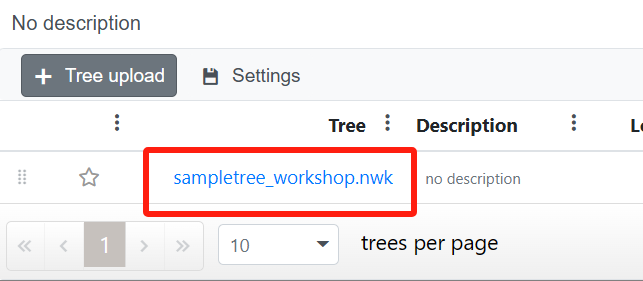 No description
+ Tree upload Settings
Tree Description
sampletree_workshop.nwk no description
« ‹ 1 › » 10 trees per page